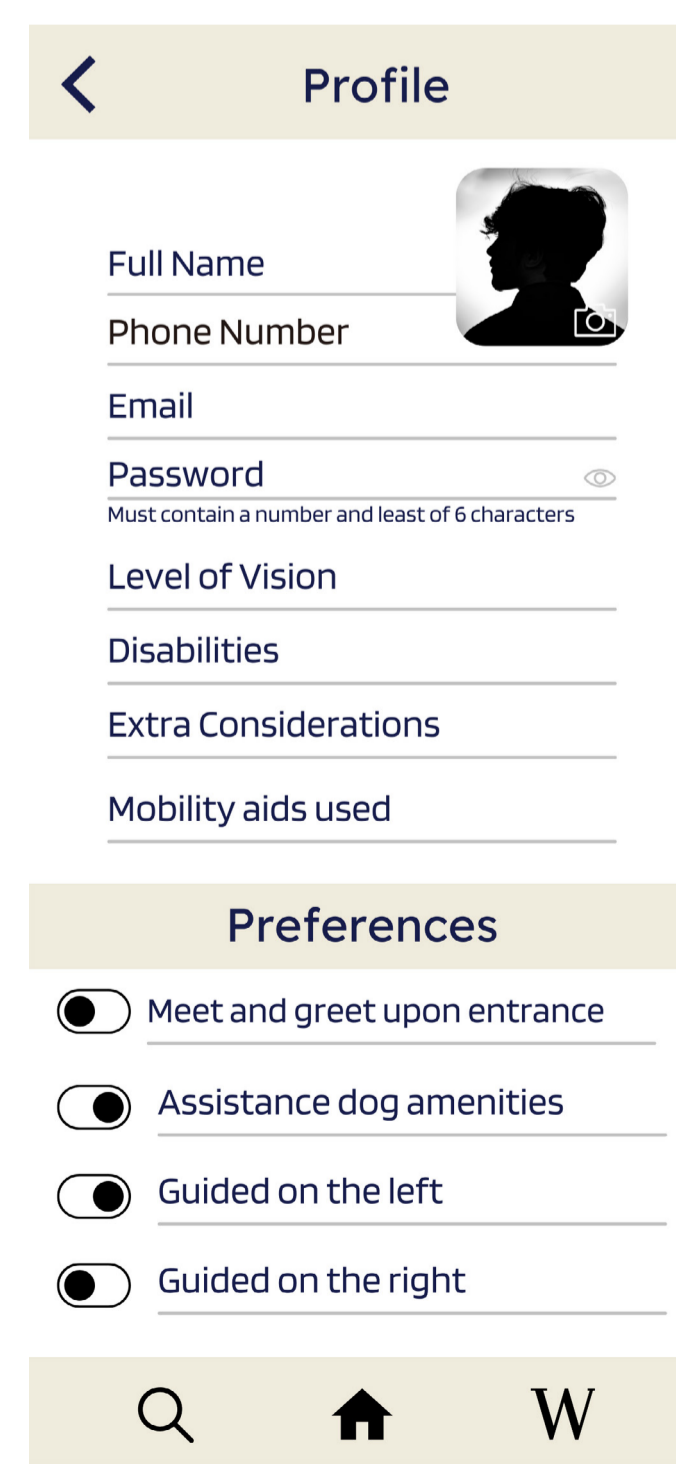 Profile
Full Name
Phone Number
Email
Password
Must contain a number and least of 6 characters
Level of Vision
Disabilities
Extra Considerations
Mobility aids used
Preferences
Meet and greet upon entrance
Assistance dog amenities
Guided on the left
Guided on the right
W